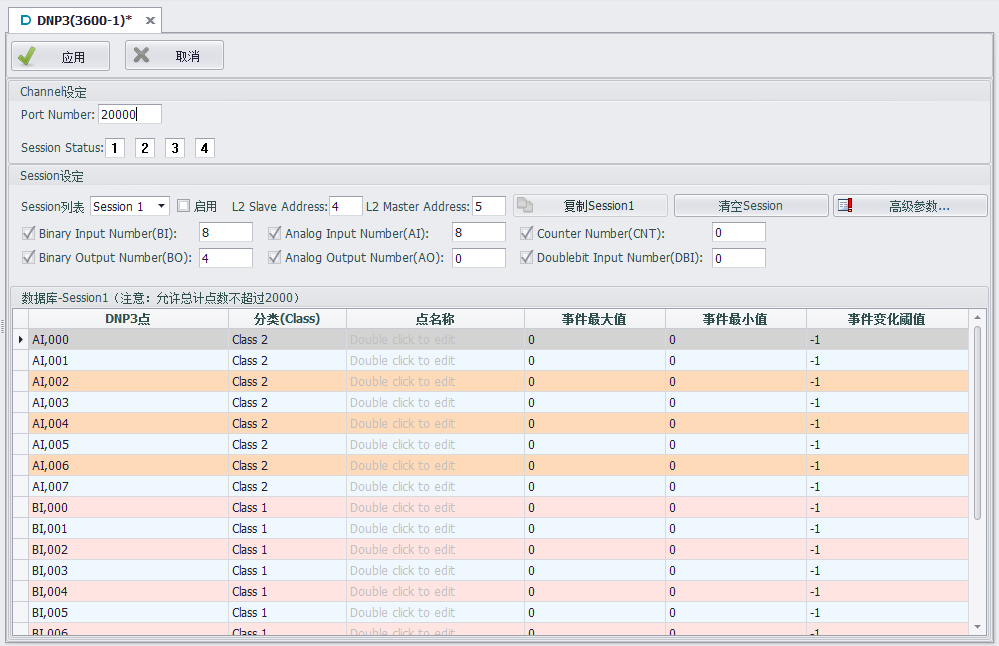 D DNP3(3600-1)* ×
应用 取消
Channel设定
Port Number: 20000
Session Status: 1 2 3 4
Session设定
Session列表 Session 1 启用 L2 Slave Address: 4 L2 Master Address: 5 复制Session1 清空Session 高级参数...
Binary Input Number(BI): 8 Analog Input Number(AI): 8 Counter Number(CNT): 0
Binary Output Number(BO): 4 Analog Output Number(AO): 0 Doublebit Input Number(DBI): 0
数据库-Session1（注意：允许总计点数不超过2000）
DNP3点 分类(Class) 点名称 事件最大值 事件最小值 事件变化阈值
AI,000 Class 2 Double click to edit 0 0 -1
AI,001 Class 2 Double click to edit 0 0 -1
AI,002 Class 2 Double click to edit 0 0 -1
AI,003 Class 2 Double click to edit 0 0 -1
AI,004 Class 2 Double click to edit 0 0 -1
AI,005 Class 2 Double click to edit 0 0 -1
AI,006 Class 2 Double click to edit 0 0 -1
AI,007 Class 2 Double click to edit 0 0 -1
BI,000 Class 1 Double click to edit 0 0 -1
BI,001 Class 1 Double click to edit 0 0 -1
BI,002 Class 1 Double click to edit 0 0 -1
BI,003 Class 1 Double click to edit 0 0 -1
BI,004 Class 1 Double click to edit 0 0 -1
BI,005 Class 1 Double click to edit 0 0 -1
BI,006 Class 1 Double click to edit 0 0 -1